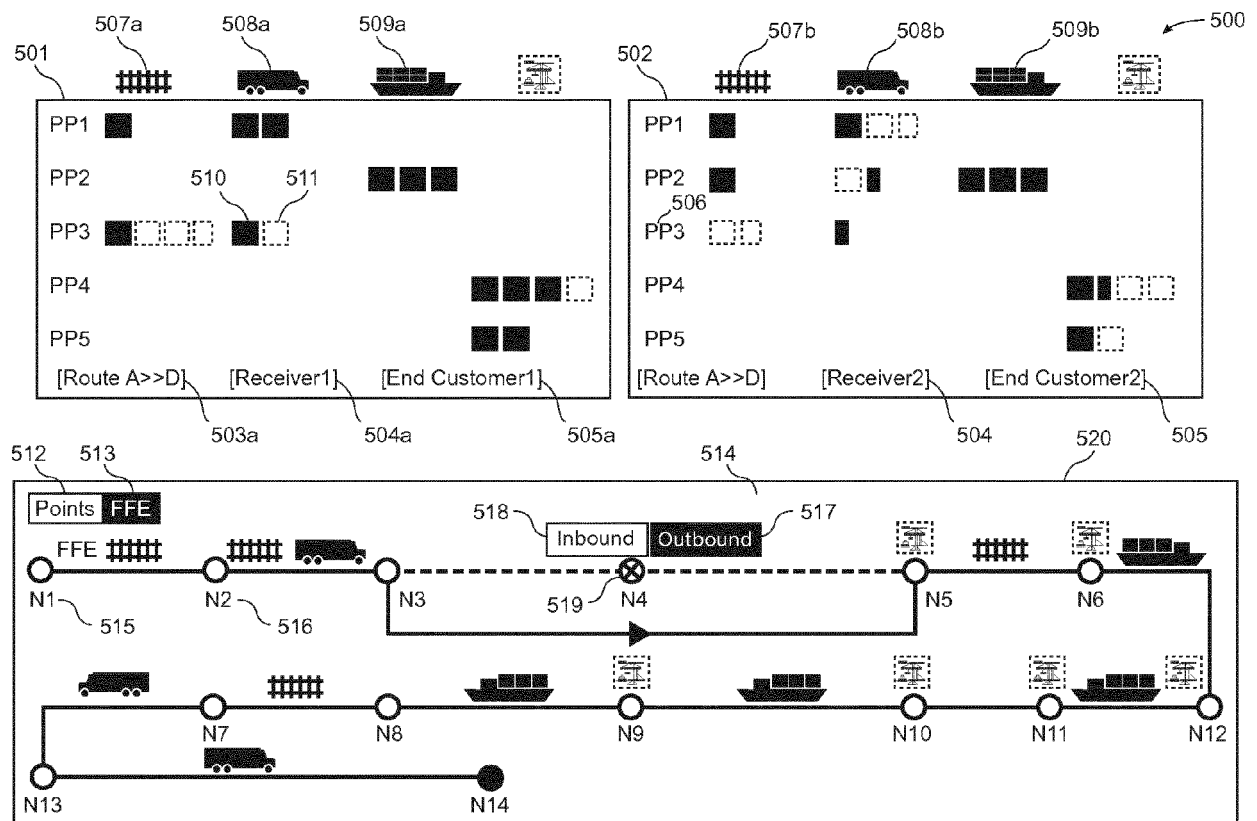 507a 508a 509a 507b 508b 509b 500
501 502
PP1 PP1
PP2 PP2
510 511 506
PP3 PP3
PP4 PP4
PP5 PP5
[Route A>>D] [Receiver1] [End Customer1] [Route A>>D] [Receiver2] [End Customer2]
503a 504a 505a 504 505
512 513 514 520
Points FFE 518 Inbound Outbound 517
FFE
N1 515 N2 516 N3 519 N4 N5 N6
N7 N8 N9 N10 N11 N12
N13 N14